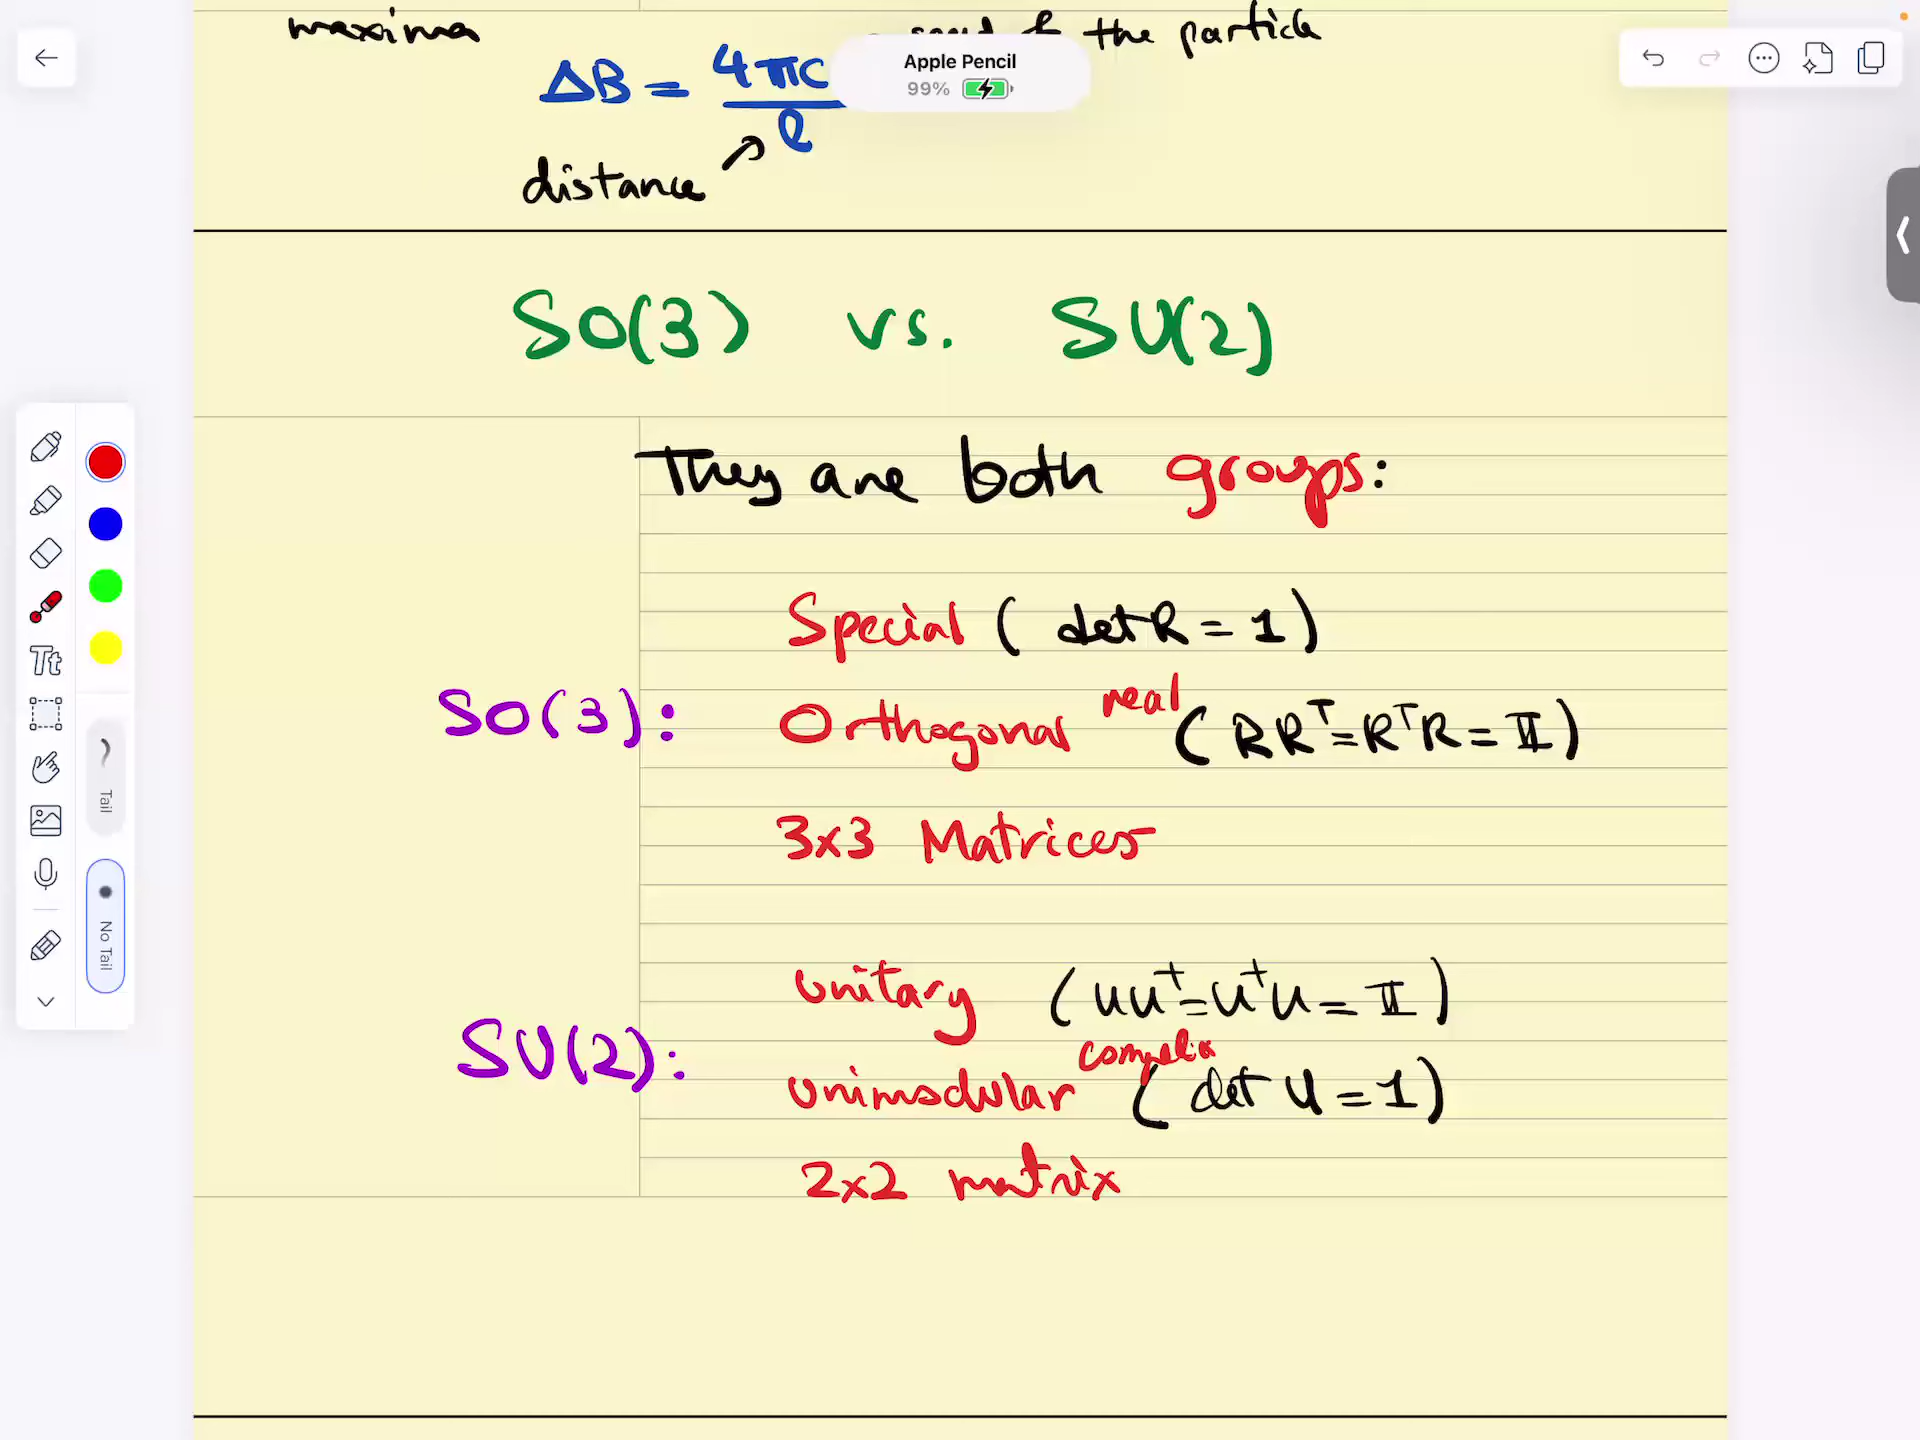 maxima
of the particle
Apple Pencil
99%
ΔB = 4πc
l
distance
SO(3) vs. SU(2)
They are both groups:
Special ( det R = 1 )
SO(3): Orthogonal real ( RRᵀ = RᵀR = 𝕀 )
3x3 Matrices
Unitary ( UU† = U†U = 𝕀 )
SU(2): complex
Unimodular ( det U = 1 )
2x2 matrix
Tt
Tail
No Tail